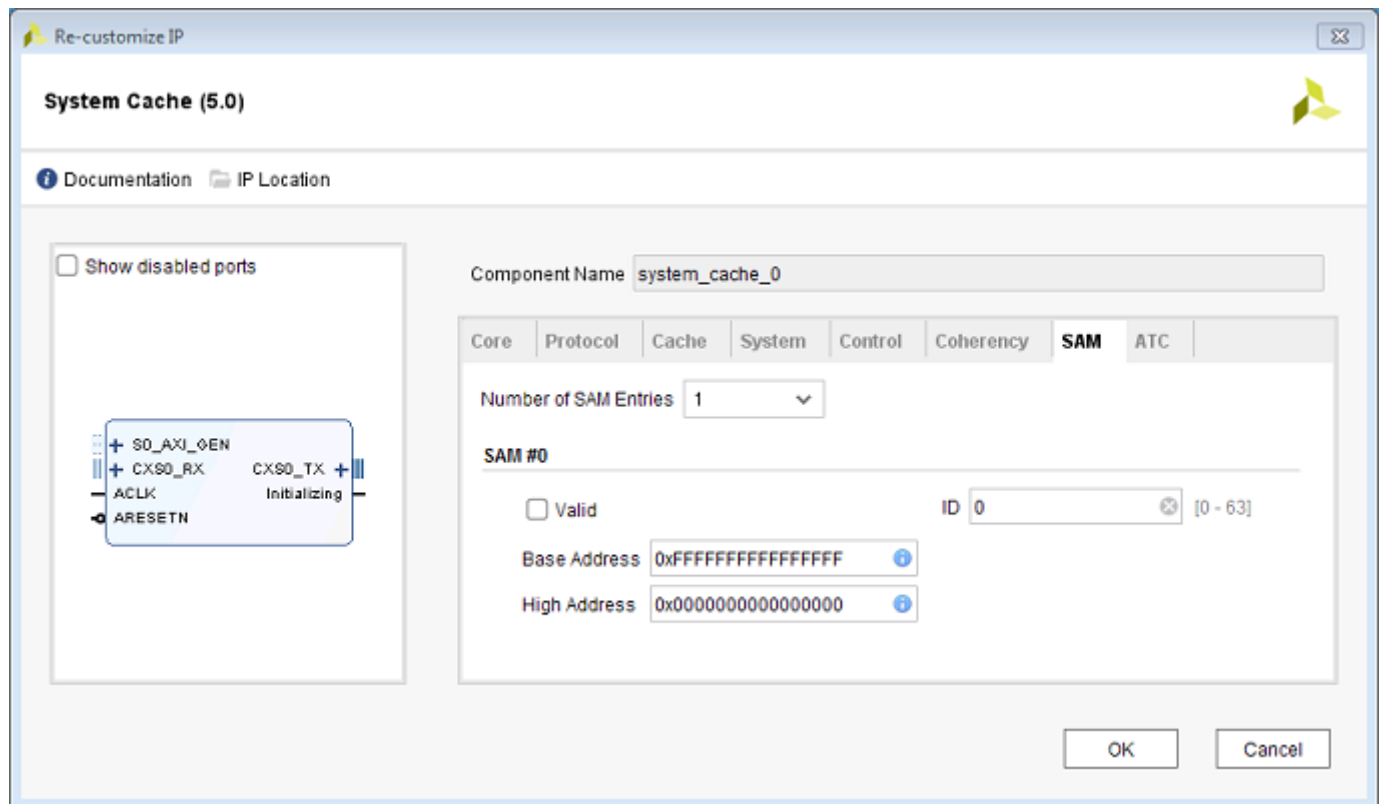 Re-customize IP
System Cache (5.0)
Documentation IP Location
Show disabled ports
S0_AXI_GEN
CXS0_RX CXS0_TX
ACLK Initializing
ARESETN
Component Name system_cache_0
Core Protocol Cache System Control Coherency SAM ATC
Number of SAM Entries 1
SAM #0
Valid ID 0 [0 - 63]
Base Address 0xFFFFFFFFFFFFFFFF
High Address 0x0000000000000000
OK Cancel